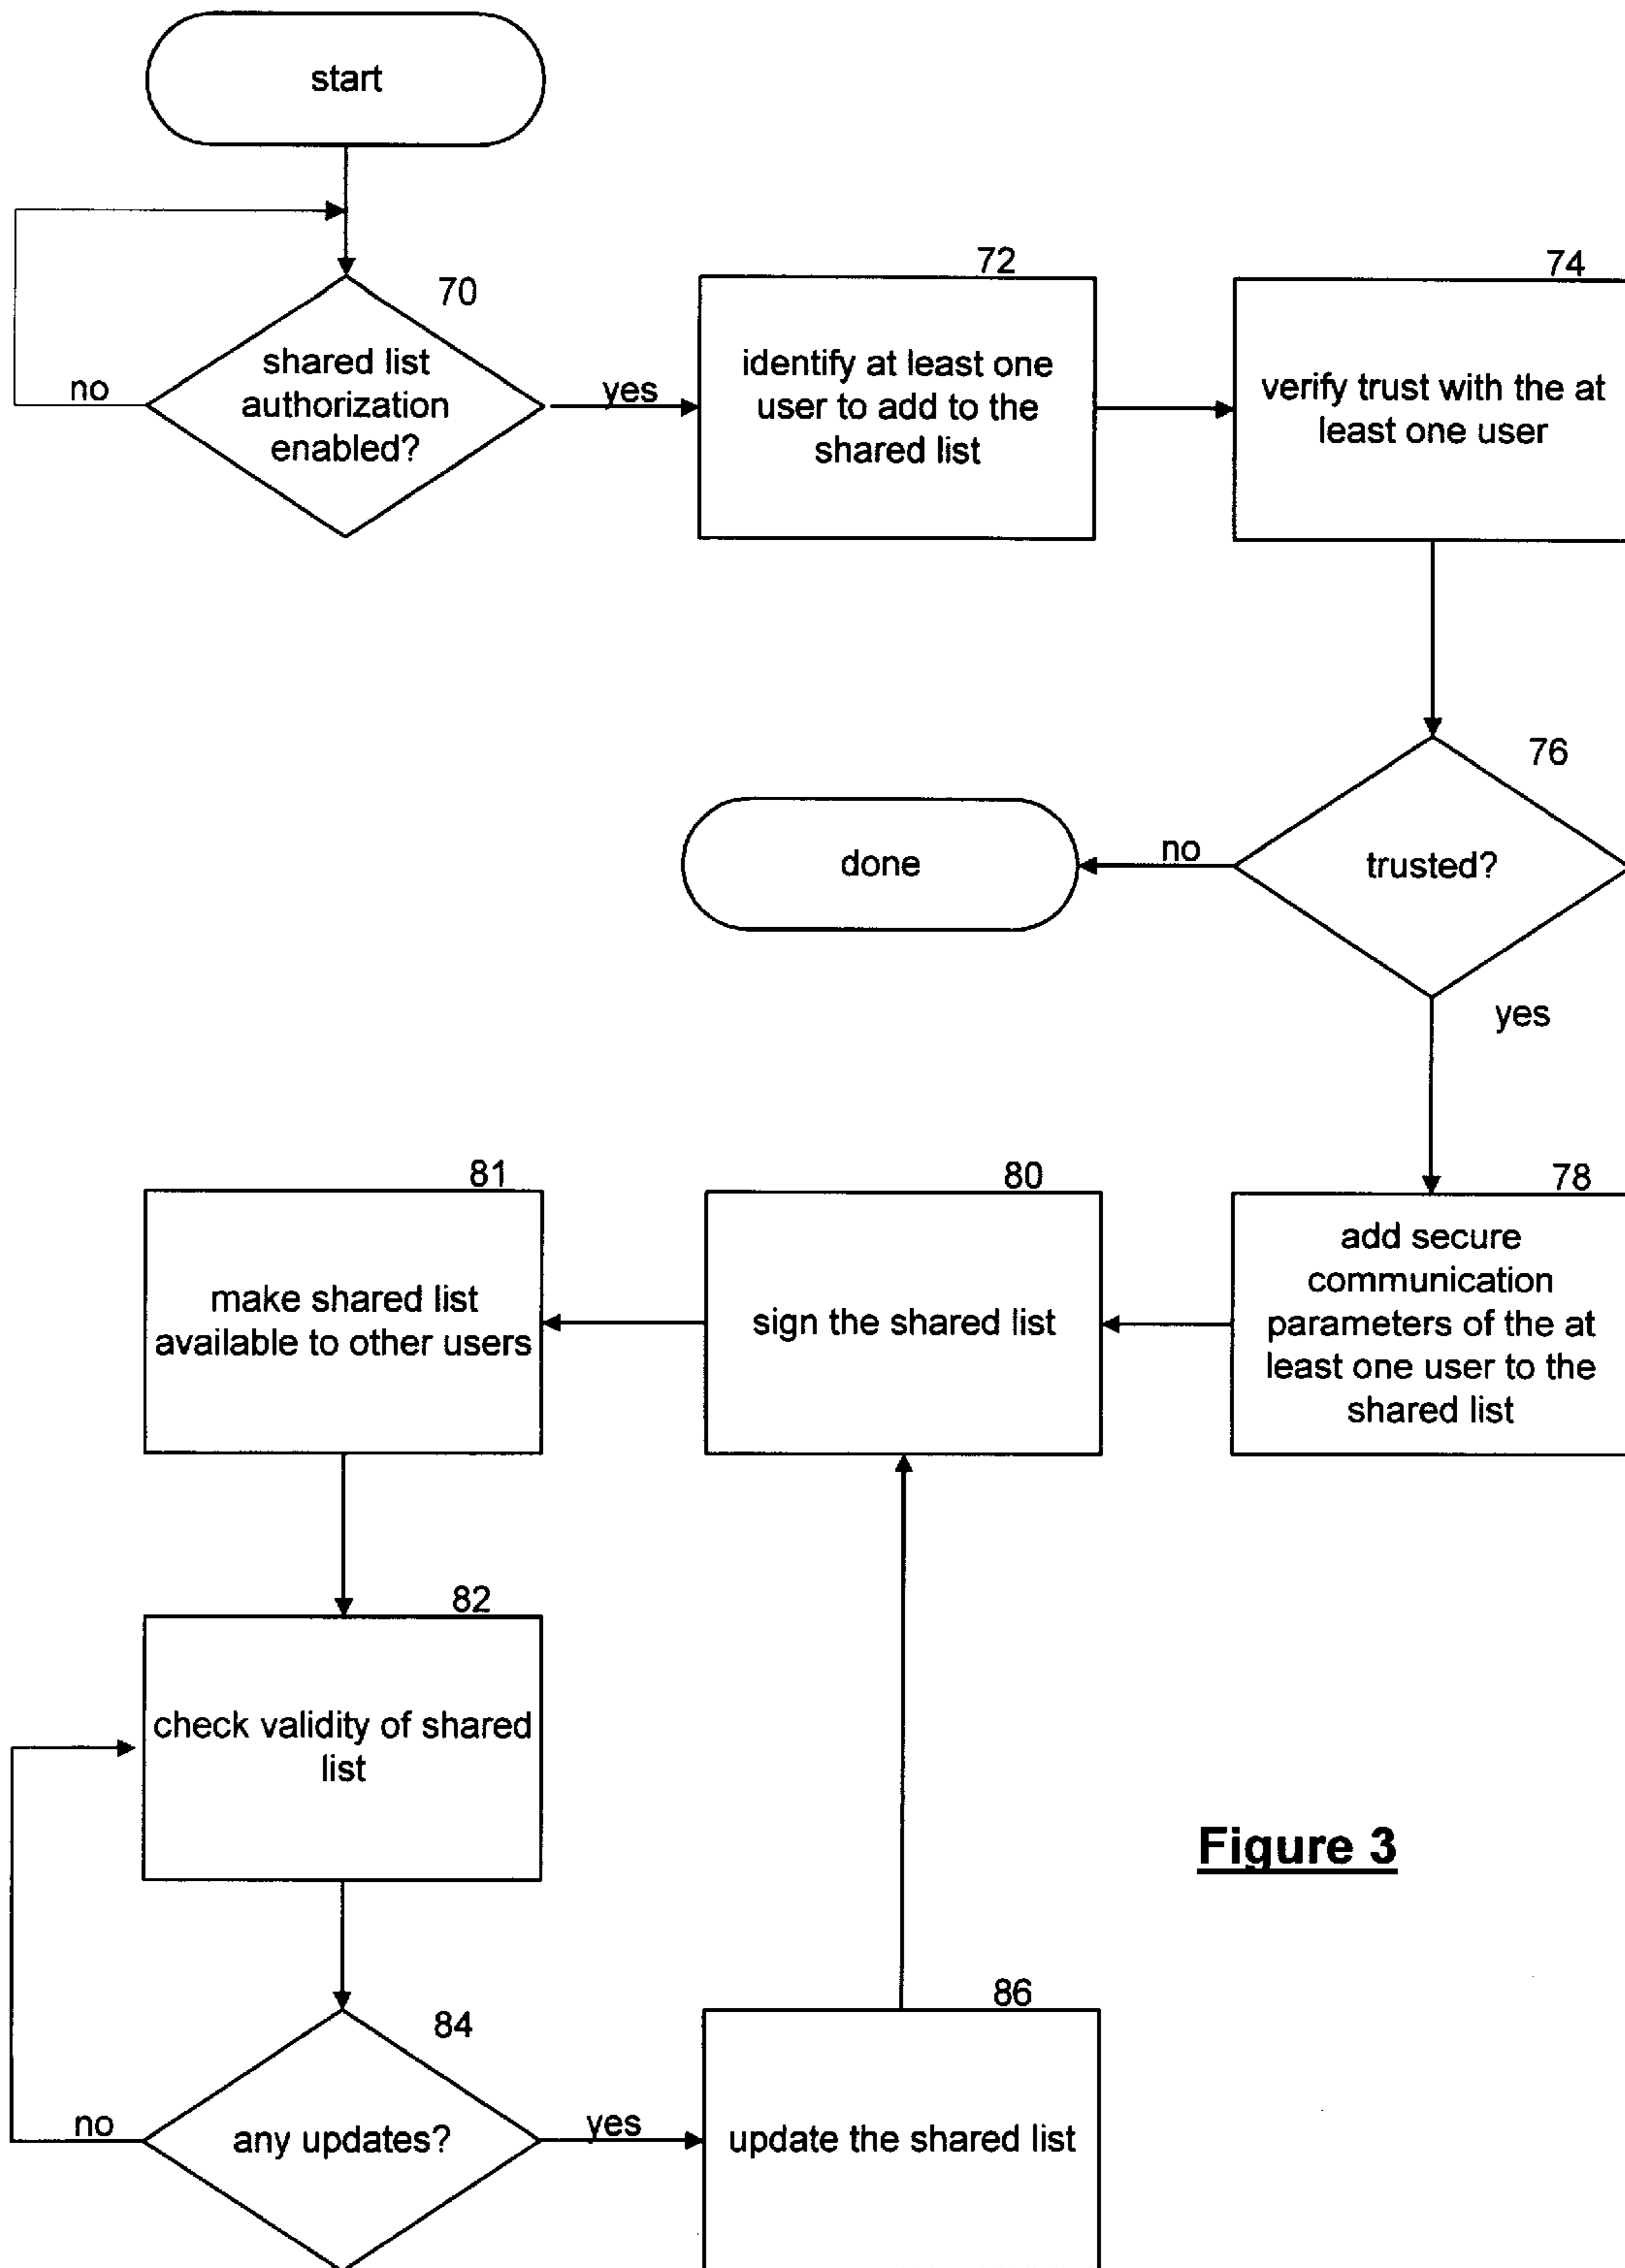 start
70
shared list
authorization
enabled?
no
yes
72
identify at least one
user to add to the
shared list
74
verify trust with the at
least one user
76
trusted?
no
done
yes
78
add secure
communication
parameters of the at
least one user to the
shared list
80
sign the shared list
81
make shared list
available to other users
82
check validity of shared
list
84
any updates?
no
yes
86
update the shared list
Figure 3